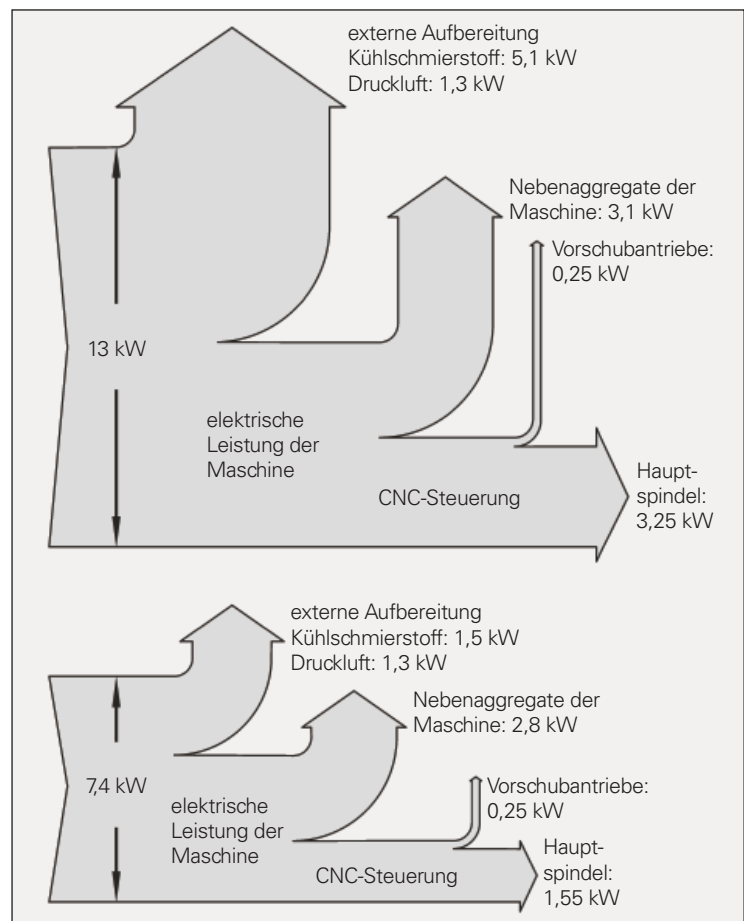 externe Aufbereitung
Kühlschmierstoff: 5,1 kW
Druckluft: 1,3 kW
Nebenaggregate der
Maschine: 3,1 kW
Vorschubantriebe:
0,25 kW
13 kW
elektrische
Leistung der
Maschine
CNC-Steuerung
Haupt-
spindel:
3,25 kW
externe Aufbereitung
Kühlschmierstoff: 1,5 kW
Druckluft: 1,3 kW
Nebenaggregate der
Maschine: 2,8 kW
Vorschubantriebe:
0,25 kW
7,4 kW
elektrische
Leistung der
Maschine
CNC-Steuerung
Haupt-
spindel:
1,55 kW